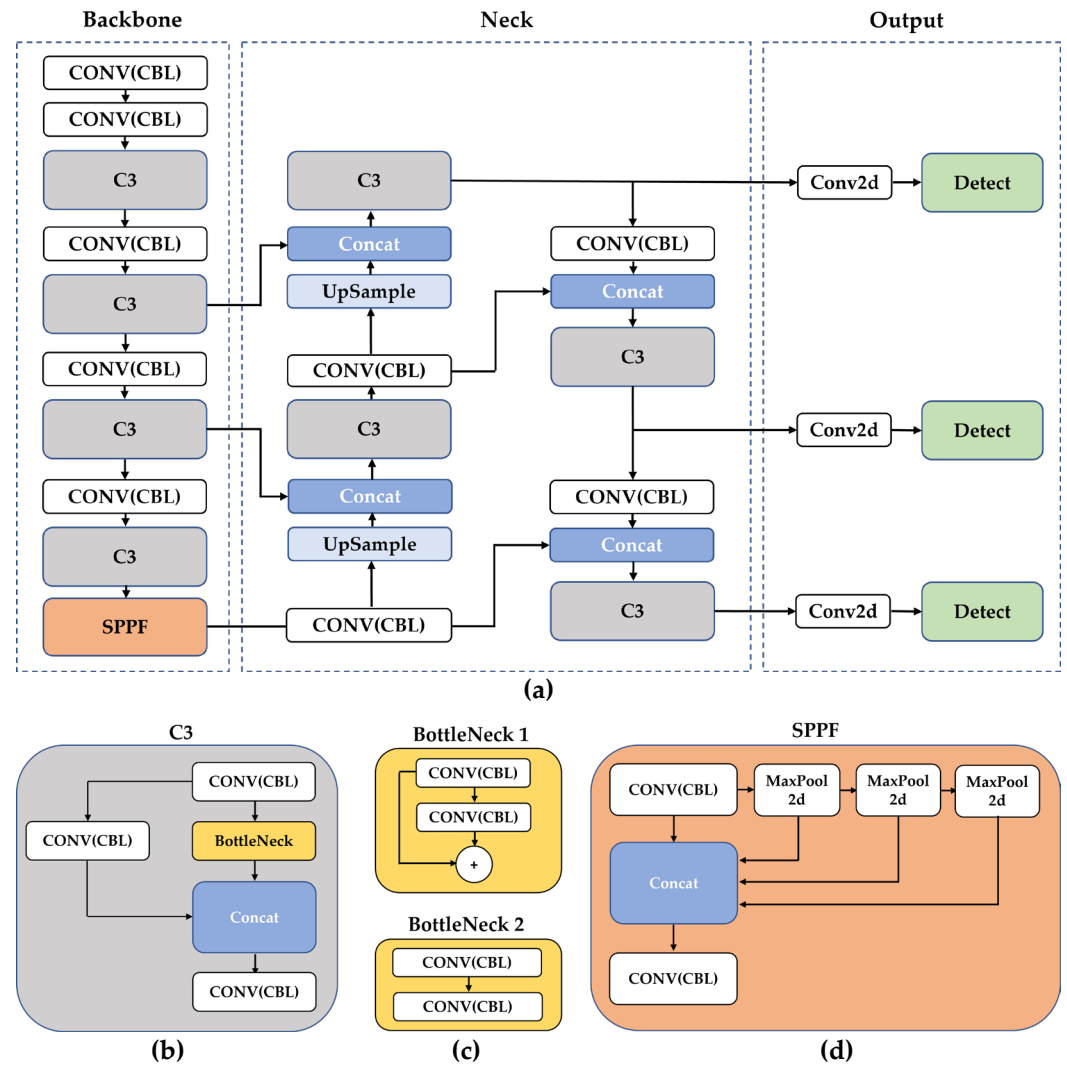 Backbone
Neck
Output
CONV(CBL)
CONV(CBL)
C3
CONV(CBL)
C3
CONV(CBL)
C3
CONV(CBL)
C3
SPPF
C3
Concat
UpSample
CONV(CBL)
C3
Concat
UpSample
CONV(CBL)
CONV(CBL)
Concat
C3
CONV(CBL)
Concat
C3
Conv2d
Detect
Conv2d
Detect
Conv2d
Detect
(a)
C3
CONV(CBL)
CONV(CBL)
BottleNeck
Concat
CONV(CBL)
(b)
BottleNeck 1
CONV(CBL)
CONV(CBL)
+
BottleNeck 2
CONV(CBL)
CONV(CBL)
(c)
SPPF
CONV(CBL)
MaxPool
2d
MaxPool
2d
MaxPool
2d
Concat
CONV(CBL)
(d)